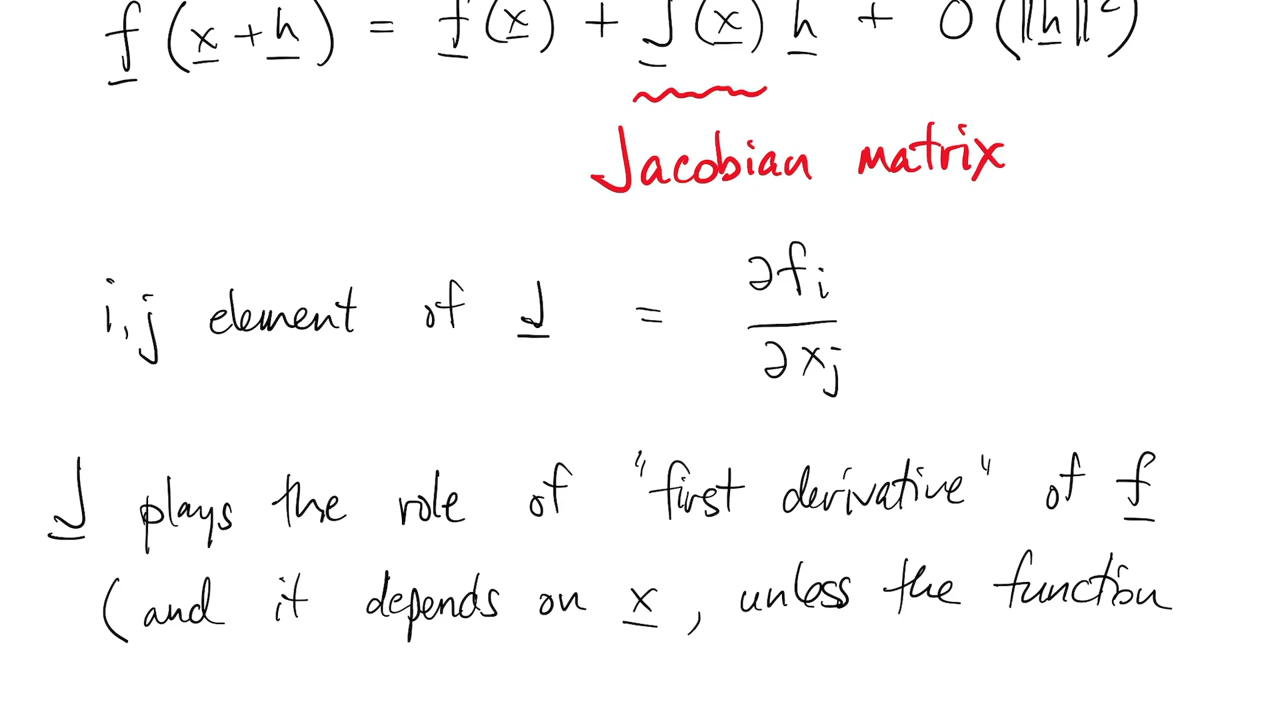 f(x+h) = f(x) + J(x) h + O(||h||²)
Jacobian matrix
i,j element of J = ∂fi / ∂xj
J plays the role of "first derivative" of f
(and it depends on x, unless the function